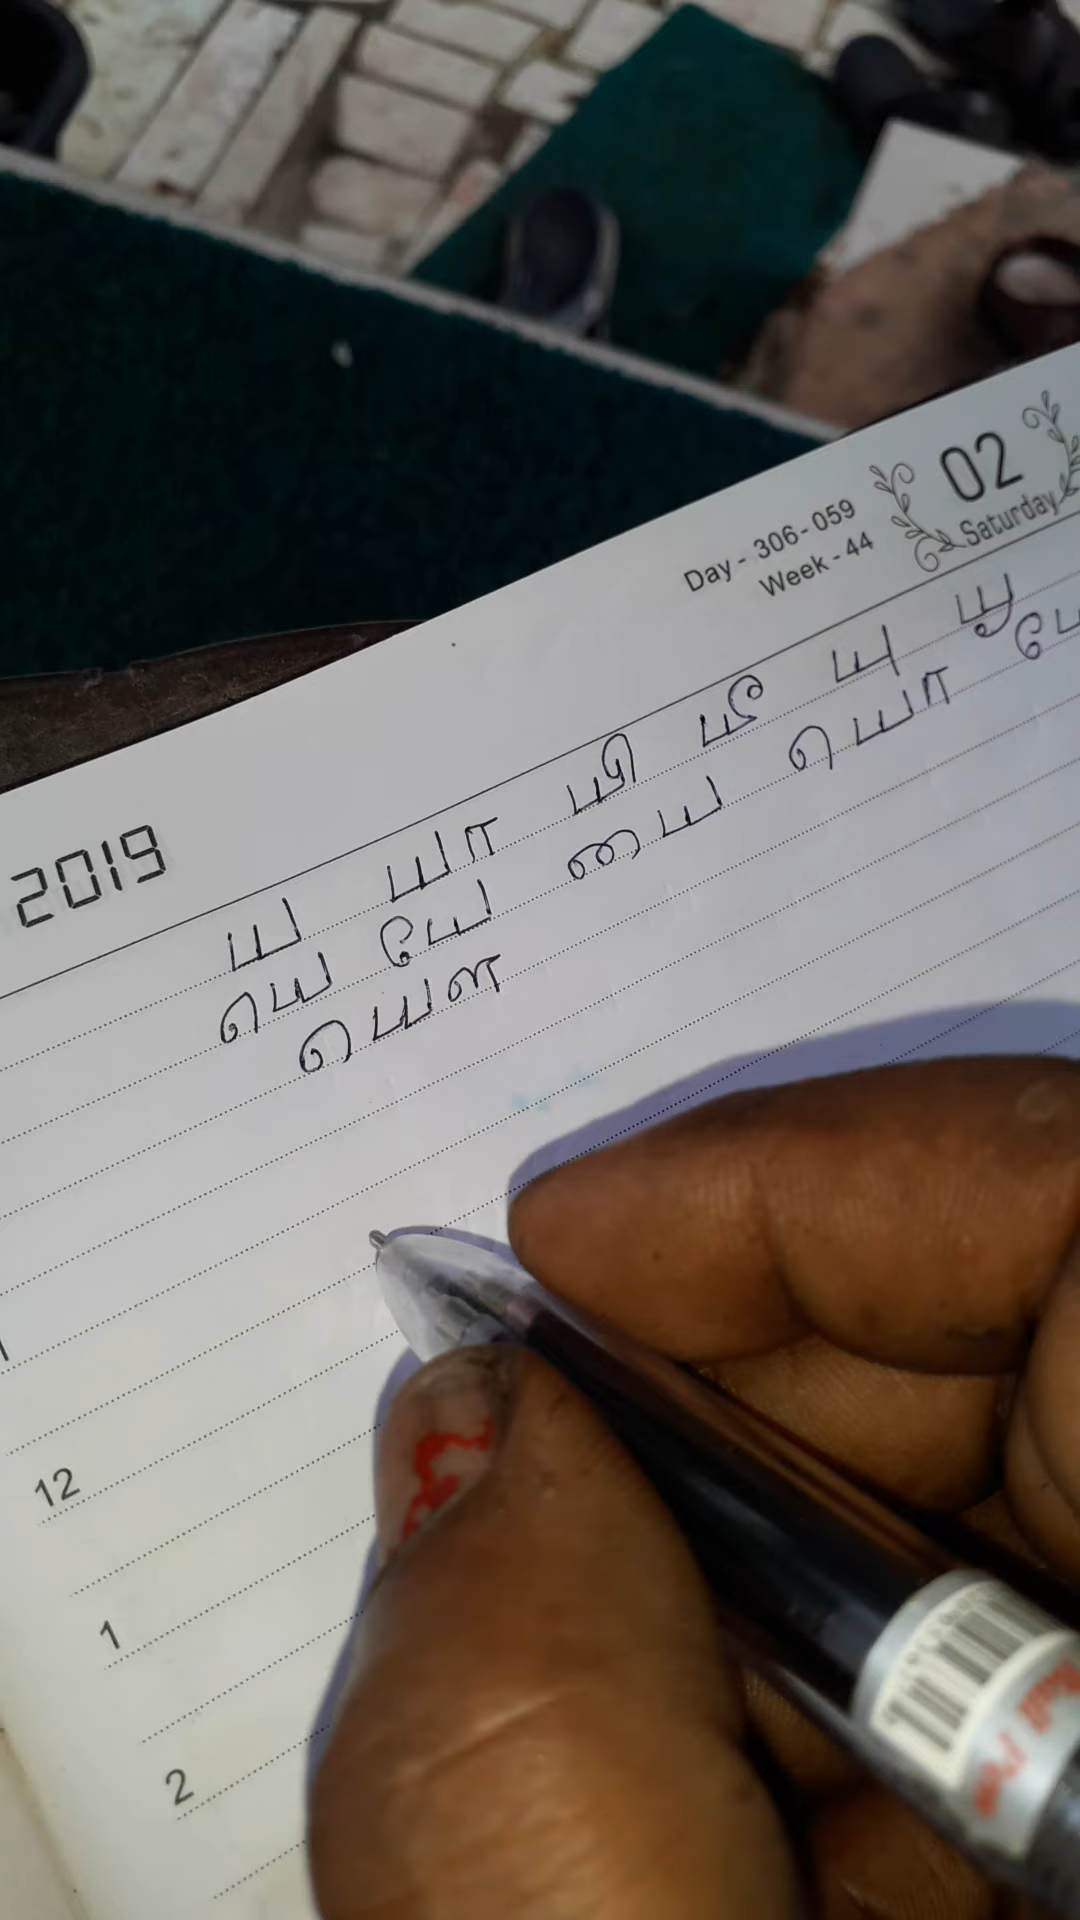 02
Day - 306 - 059
Saturday
Week - 44
2019
ய யா யி யீ யு யூ
யெ யே யை யொ
யௌ
12
1
2